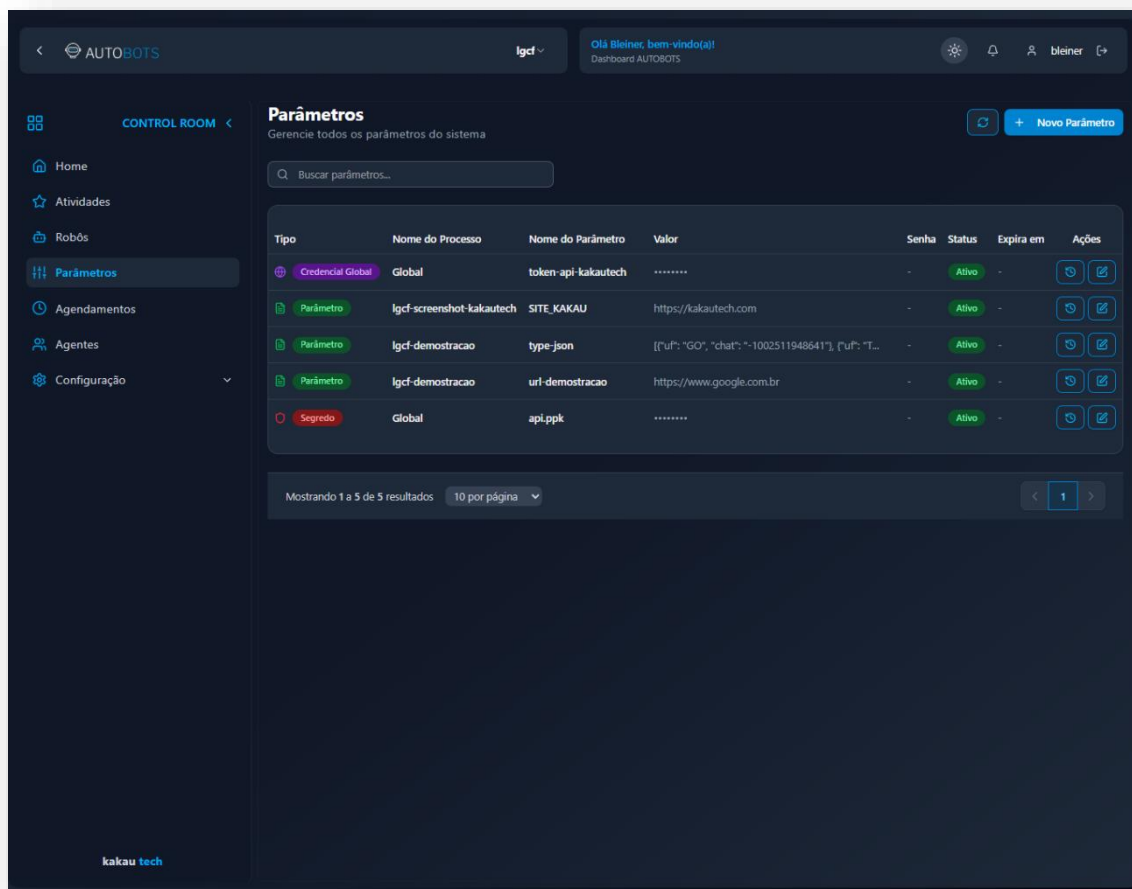 AUTOBOTS
lgcf
Olá Bleiner, bem-vindo(a)!
Dashboard AUTOBOTS
bleiner
CONTROL ROOM
Home
Atividades
Robôs
Parâmetros
Agendamentos
Agentes
Configuração
kakau tech
Parâmetros
Gerencie todos os parâmetros do sistema
+ Novo Parâmetro
Buscar parâmetros...
Tipo Nome do Processo Nome do Parâmetro Valor Senha Status Expira em Ações
Credencial Global Global token-api-kakautech •••••••• - Ativo -
Parâmetro lgcf-screenshot-kakautech SITE_KAKAU https://kakautech.com - Ativo -
Parâmetro lgcf-demostracao type-json [{"uf": "GO", "chat": "-1002511948641"}, {"uf": "T... - Ativo -
Parâmetro lgcf-demostracao url-demostracao https://www.google.com.br - Ativo -
Segredo Global api.ppk •••••••• - Ativo -
Mostrando 1 a 5 de 5 resultados 10 por página 1